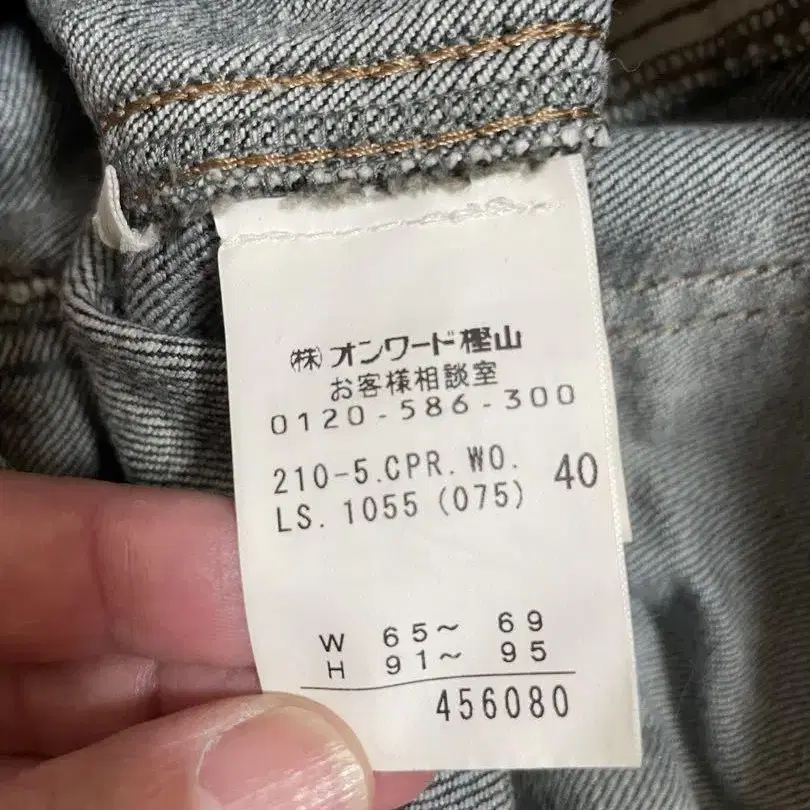 (株)オンワード樫山
お客様相談室
0120-586-300
210-5.CPR.WO. 40
LS.1055(075)
W 65~ 69
H 91~ 95
456080